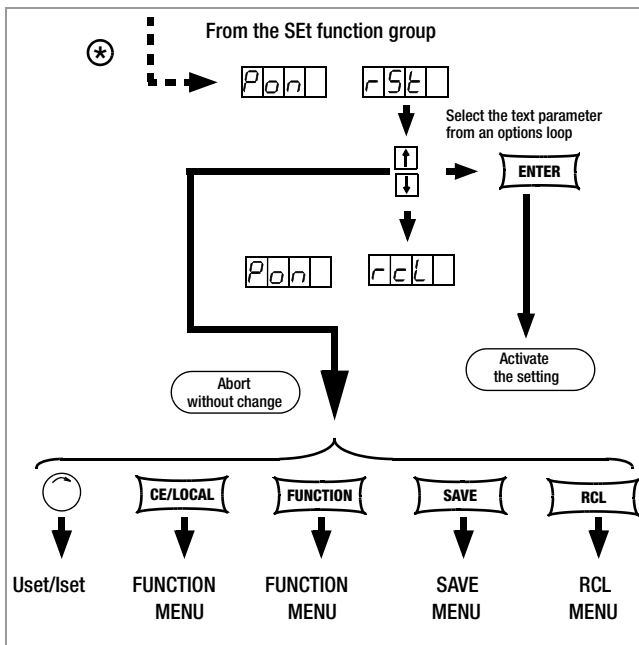 From the SEt function group
Pon rSt
Select the text parameter
from an options loop
ENTER
Pon rcL
Activate
the setting
Abort
without change
CE/LOCAL FUNCTION SAVE RCL
Uset/Iset FUNCTION FUNCTION SAVE RCL
MENU MENU MENU MENU